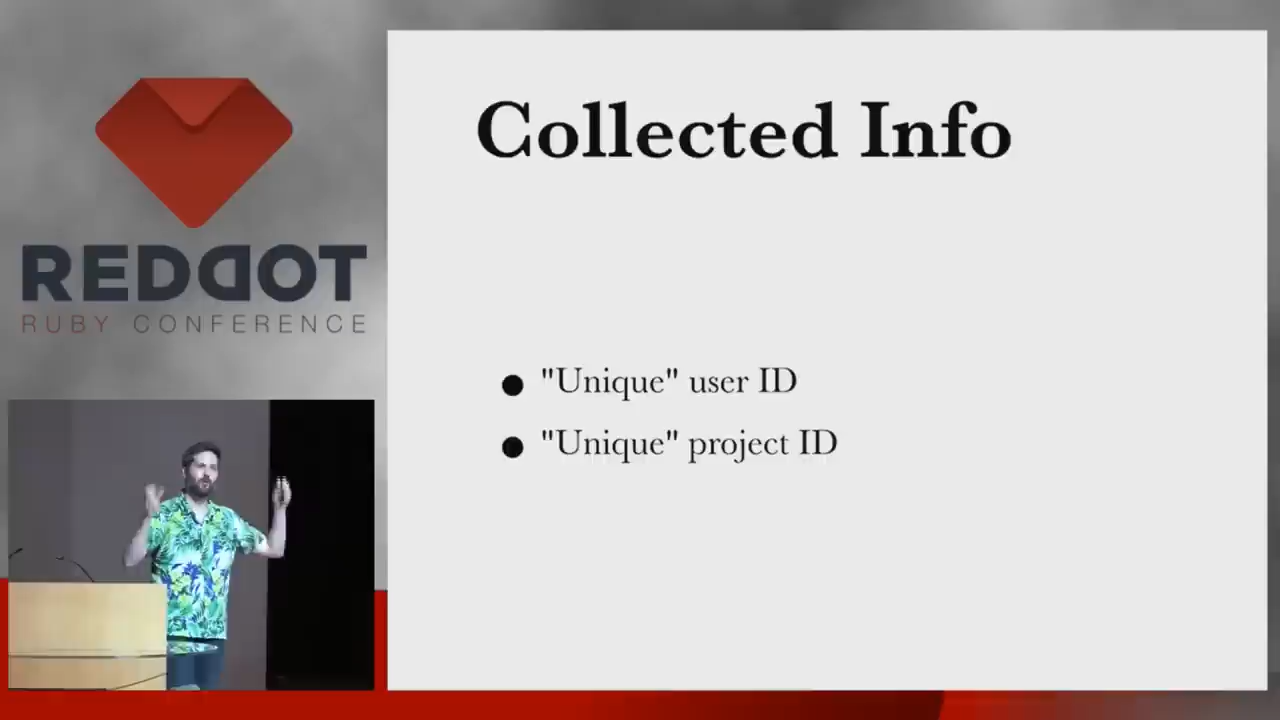 REDDOT
RUBY CONFERENCE
Collected Info
"Unique" user ID
"Unique" project ID